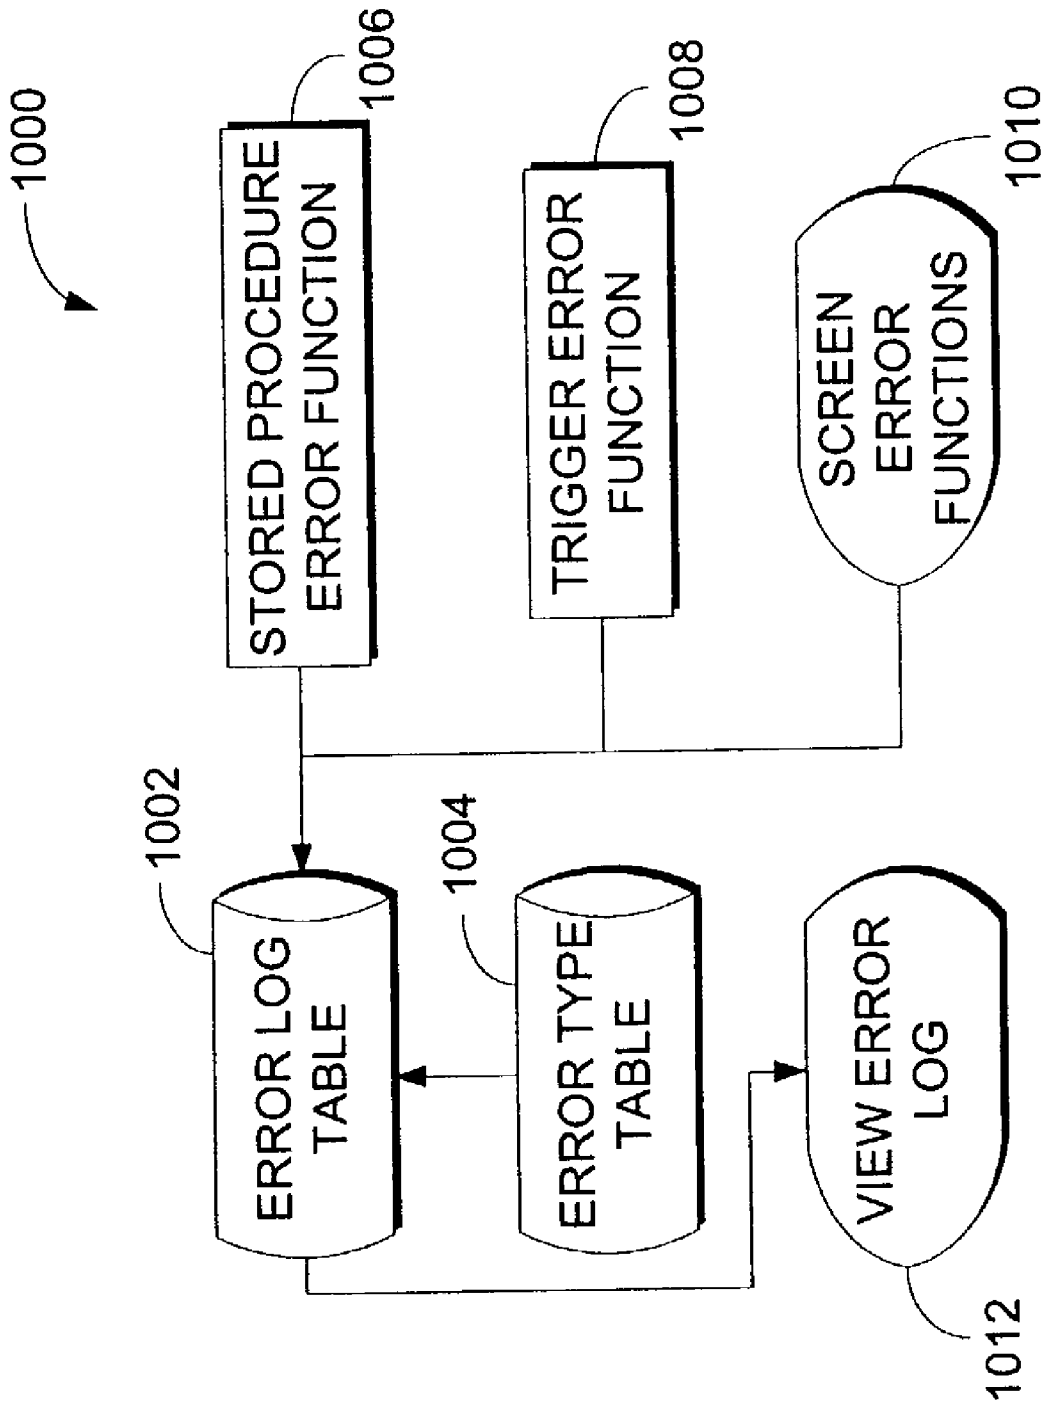 1000
1002
ERROR LOG
TABLE
1006
STORED PROCEDURE
ERROR FUNCTION
1004
ERROR TYPE
TABLE
1008
TRIGGER ERROR
FUNCTION
1012
VIEW ERROR
LOG
1010
SCREEN
ERROR
FUNCTIONS